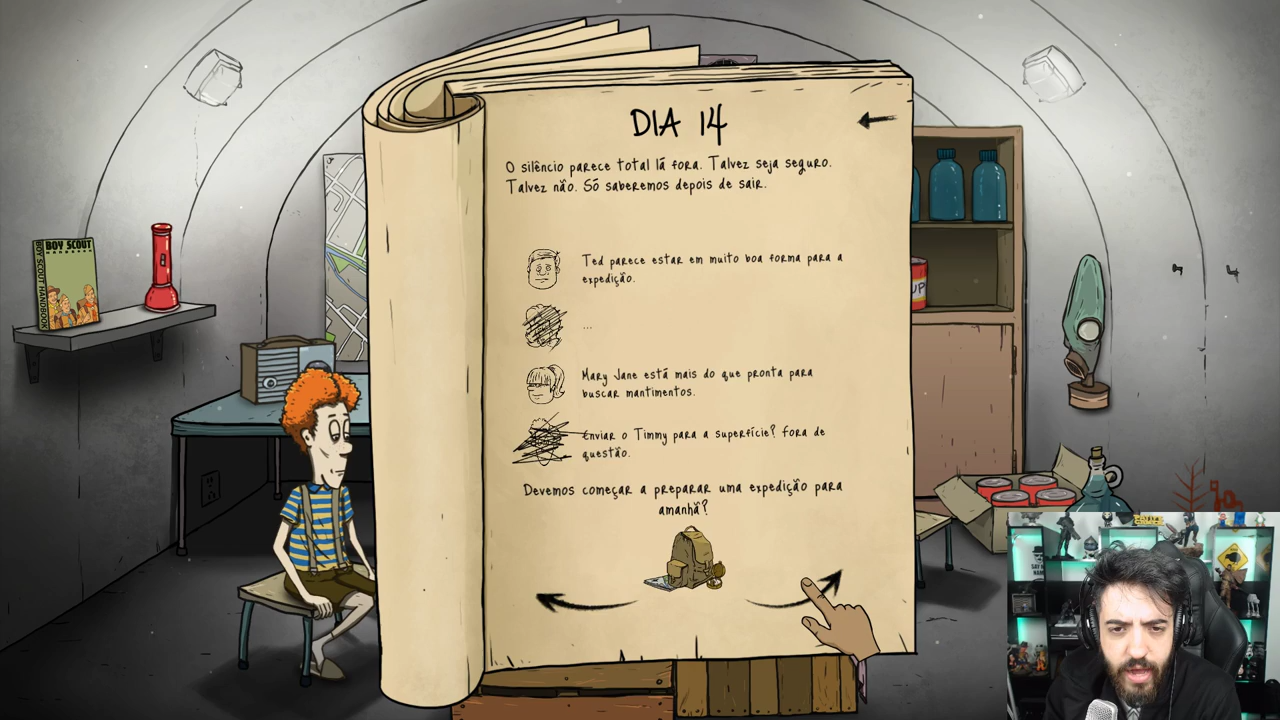 DIA 14
O silêncio parece total lá fora. Talvez seja seguro.
Talvez não. Só saberemos depois de sair.
Ted parece estar em muito boa forma para a
expedição.
...
Mary Jane está mais do que pronta para
buscar mantimentos.
Enviar o Timmy para a superfície? fora de
questão.
Devemos começar a preparar uma expedição para
amanhã?
BOY SCOUT
BOY SCOUT HANDBOOK
UP